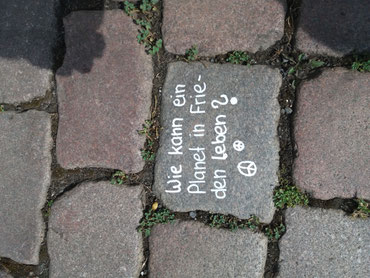 Wie kann ein
Planet in Frie-
den leben?